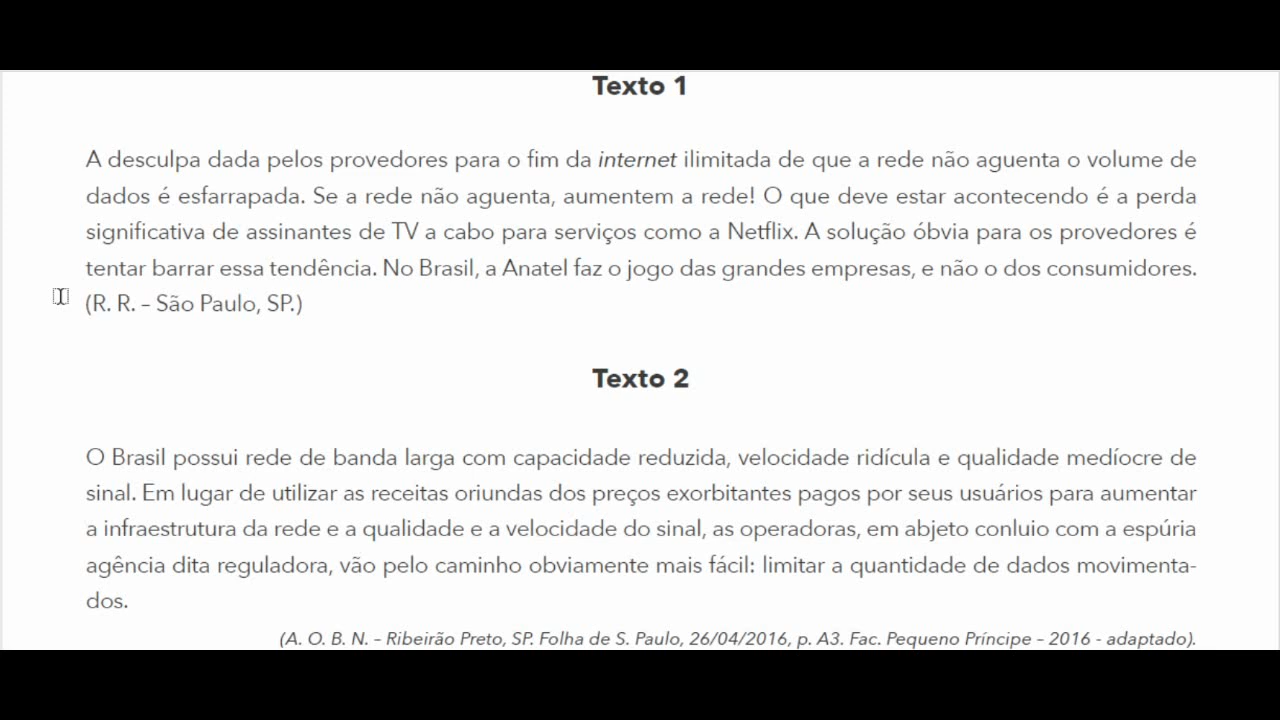 Texto 1
A desculpa dada pelos provedores para o fim da internet ilimitada de que a rede não aguenta o volume de
dados é esfarrapada. Se a rede não aguenta, aumentem a rede! O que deve estar acontecendo é a perda
significativa de assinantes de TV a cabo para serviços como a Netflix. A solução óbvia para os provedores é
tentar barrar essa tendência. No Brasil, a Anatel faz o jogo das grandes empresas, e não o dos consumidores.
(R. R. – São Paulo, SP.)
Texto 2
O Brasil possui rede de banda larga com capacidade reduzida, velocidade ridícula e qualidade medíocre de
sinal. Em lugar de utilizar as receitas oriundas dos preços exorbitantes pagos por seus usuários para aumentar
a infraestrutura da rede e a qualidade e a velocidade do sinal, as operadoras, em abjeto conluio com a espúria
agência dita reguladora, vão pelo caminho obviamente mais fácil: limitar a quantidade de dados movimenta-
dos.
(A. O. B. N. – Ribeirão Preto, SP. Folha de S. Paulo, 26/04/2016, p. A3. Fac. Pequeno Príncipe – 2016 - adaptado).